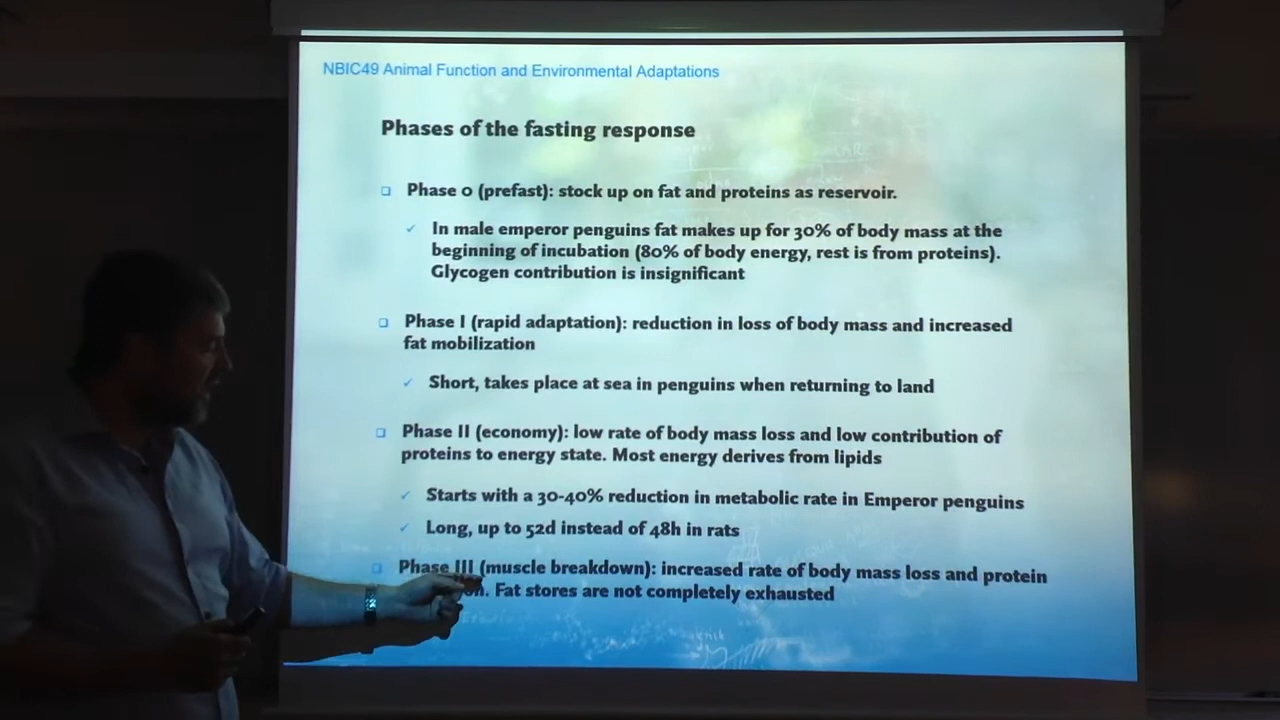 NBIC49 Animal Function and Environmental Adaptations
Phases of the fasting response
Phase 0 (prefast): stock up on fat and proteins as reservoir.
In male emperor penguins fat makes up for 30% of body mass at the
beginning of incubation (80% of body energy, rest is from proteins).
Glycogen contribution is insignificant
Phase I (rapid adaptation): reduction in loss of body mass and increased
fat mobilization
Short, takes place at sea in penguins when returning to land
Phase II (economy): low rate of body mass loss and low contribution of
proteins to energy state. Most energy derives from lipids
Starts with a 30-40% reduction in metabolic rate in Emperor penguins
Long, up to 52d instead of 48h in rats
Phase III (muscle breakdown): increased rate of body mass loss and protein
Fat stores are not completely exhausted